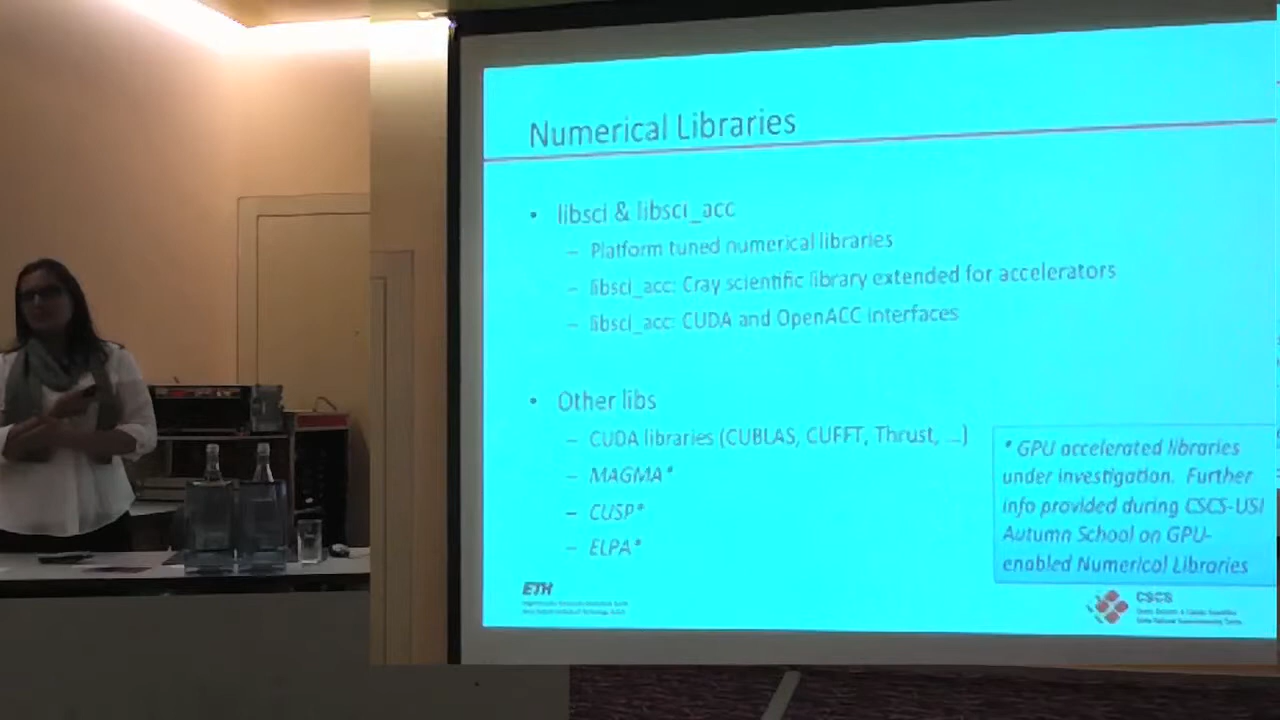 Numerical Libraries
• libsci & libsci_acc
– Platform tuned numerical libraries
– libsci_acc: Cray scientific library extended for accelerators
– libsci_acc: CUDA and OpenACC interfaces
• Other libs
– CUDA libraries (CUBLAS, CUFFT, Thrust, ...)
– MAGMA*
– CUSP*
– ELPA*
* GPU accelerated libraries
under investigation. Further
info provided during CSCS-USI
Autumn School on GPU-
enabled Numerical Libraries
ETH
CSCS